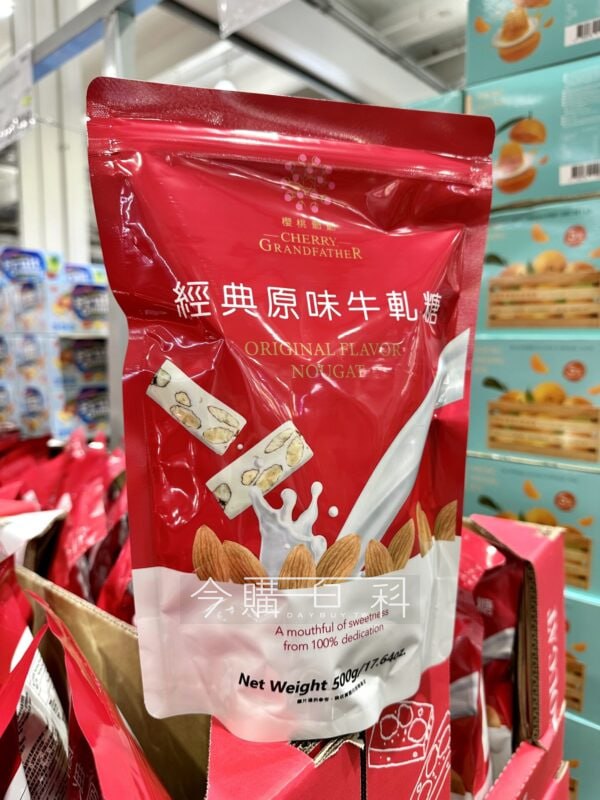 櫻桃爺爺
CHERRY
GRANDFATHER
經典原味牛軋糖
ORIGINAL FLAVOR
NOUGAT
今購百科
A mouthful of sweetness
from 100% dedication
Net Weight 500g/17.64oz.